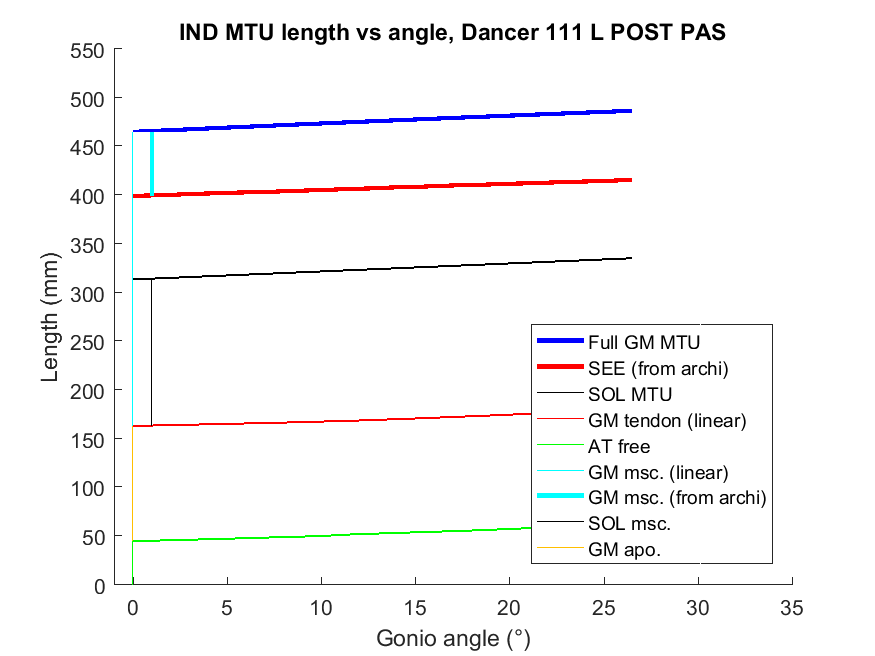 IND MTU length vs angle, Dancer 111 L POST PAS
550
500
450
400
350
300
250
200
150
100
50
0
Length (mm)
Full GM MTU
SEE (from archi)
SOL MTU
GM tendon (linear)
AT free
GM msc. (linear)
GM msc. (from archi)
SOL msc.
GM apo.
0 5 10 15 20 25 30 35
Gonio angle (°)